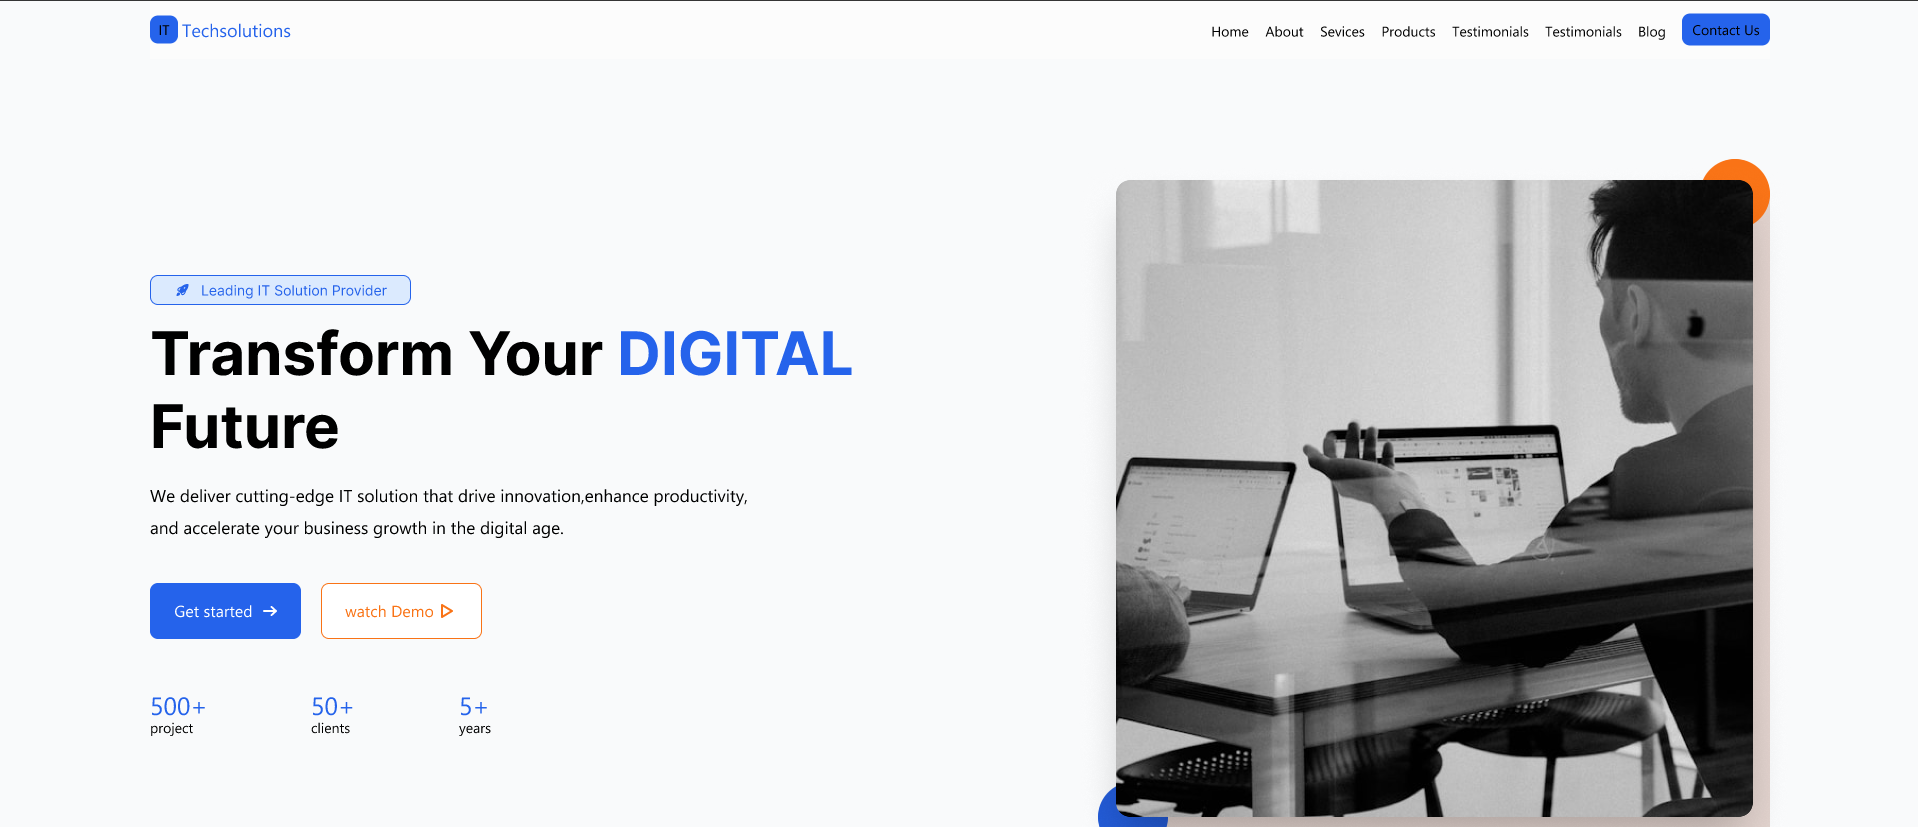 IT Techsolutions
Home About Sevices Products Testimonials Testimonials Blog Contact Us
Leading IT Solution Provider
Transform Your DIGITAL
Future
We deliver cutting-edge IT solution that drive innovation,enhance productivity,
and accelerate your business growth in the digital age.
Get started watch Demo
500+ 50+ 5+
project clients years